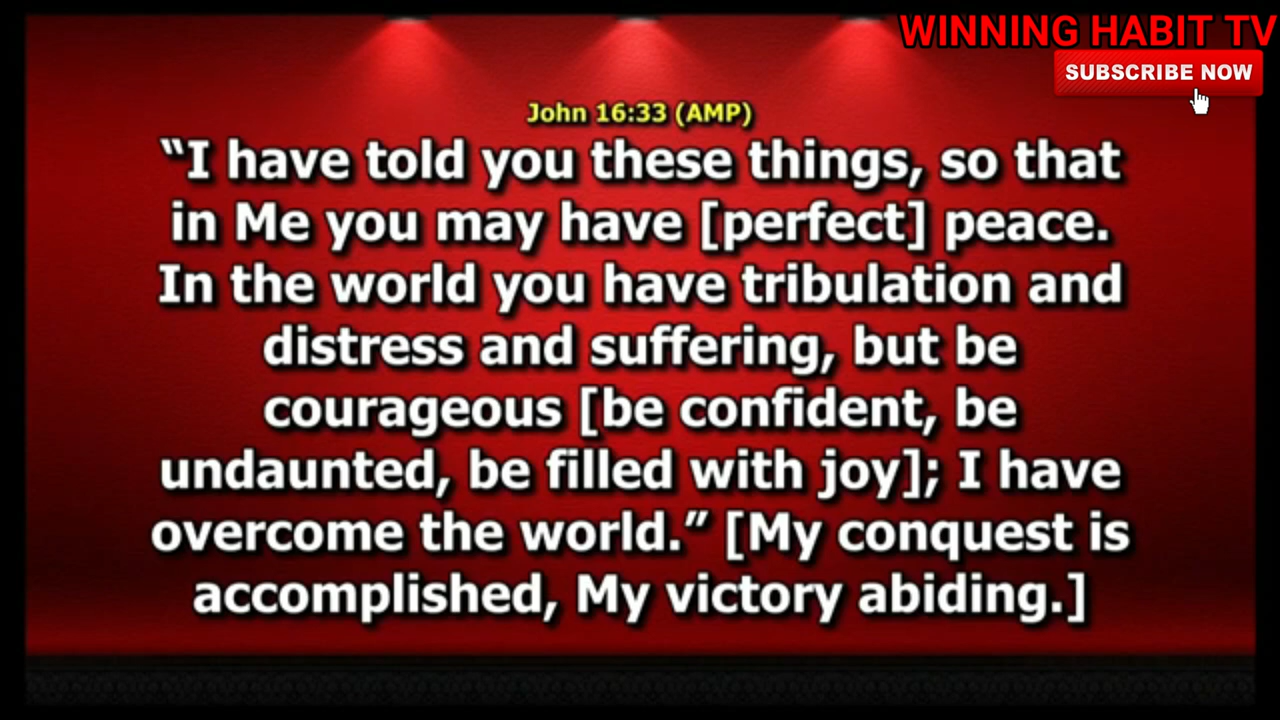 WINNING HABIT TV
SUBSCRIBE NOW
John 16:33 (AMP)
“I have told you these things, so that
in Me you may have [perfect] peace.
In the world you have tribulation and
distress and suffering, but be
courageous [be confident, be
undaunted, be filled with joy]; I have
overcome the world.” [My conquest is
accomplished, My victory abiding.]